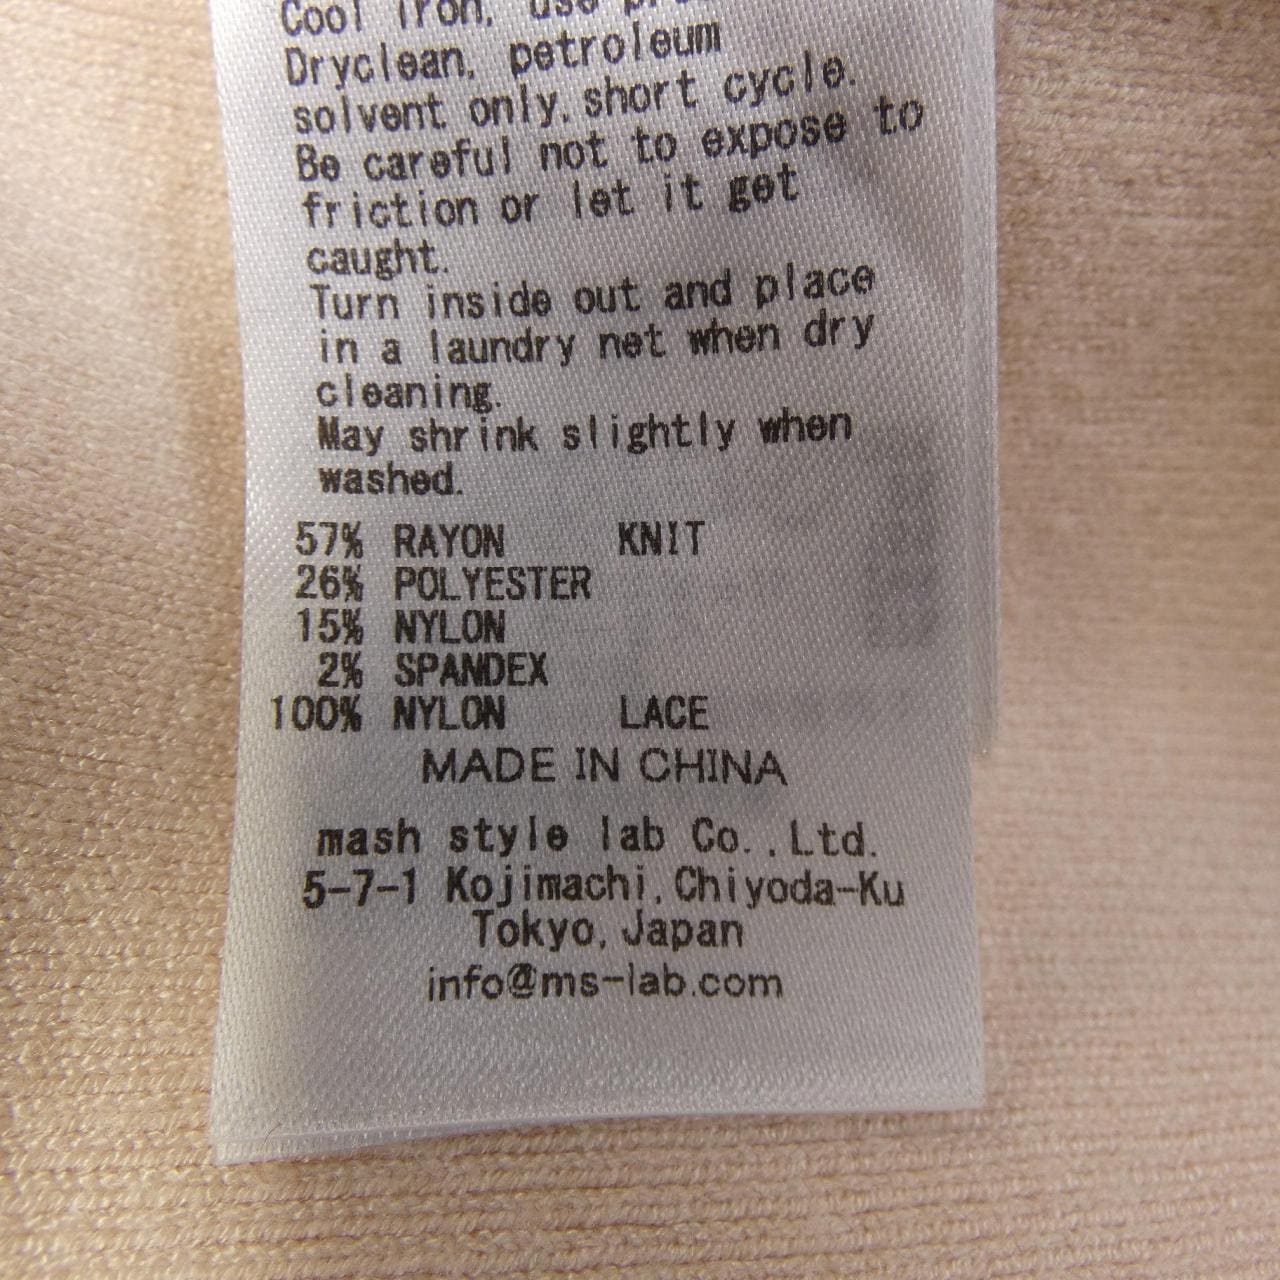 Cool iron, use
Dryclean, petroleum
solvent only, short cycle.
Be careful not to expose to
friction or let it get
caught.
Turn inside out and place
in a laundry net when dry
cleaning.
May shrink slightly when
washed.
57% RAYON KNIT
26% POLYESTER
15% NYLON
2% SPANDEX
100% NYLON LACE
MADE IN CHINA
mash style lab Co.,Ltd.
5-7-1 Kojimachi,Chiyoda-Ku
Tokyo,Japan
info@ms-lab.com